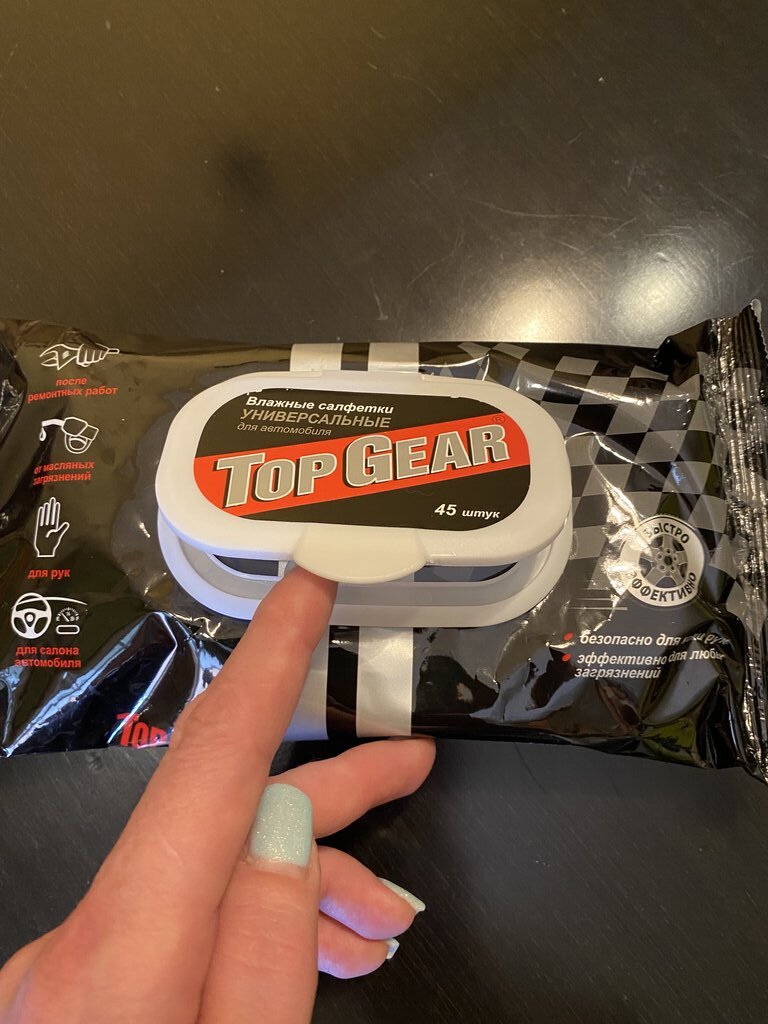 Влажные салфетки
УНИВЕРСАЛЬНЫЕ
для автомобиля
TOP GEAR®
45 штук
после
ремонтных работ
от масляных
загрязнений
для рук
для салона
автомобиля
TOP
БЫСТРО
ЭФФЕКТИВНО
• безопасно для
• эффективно для
загрязнений